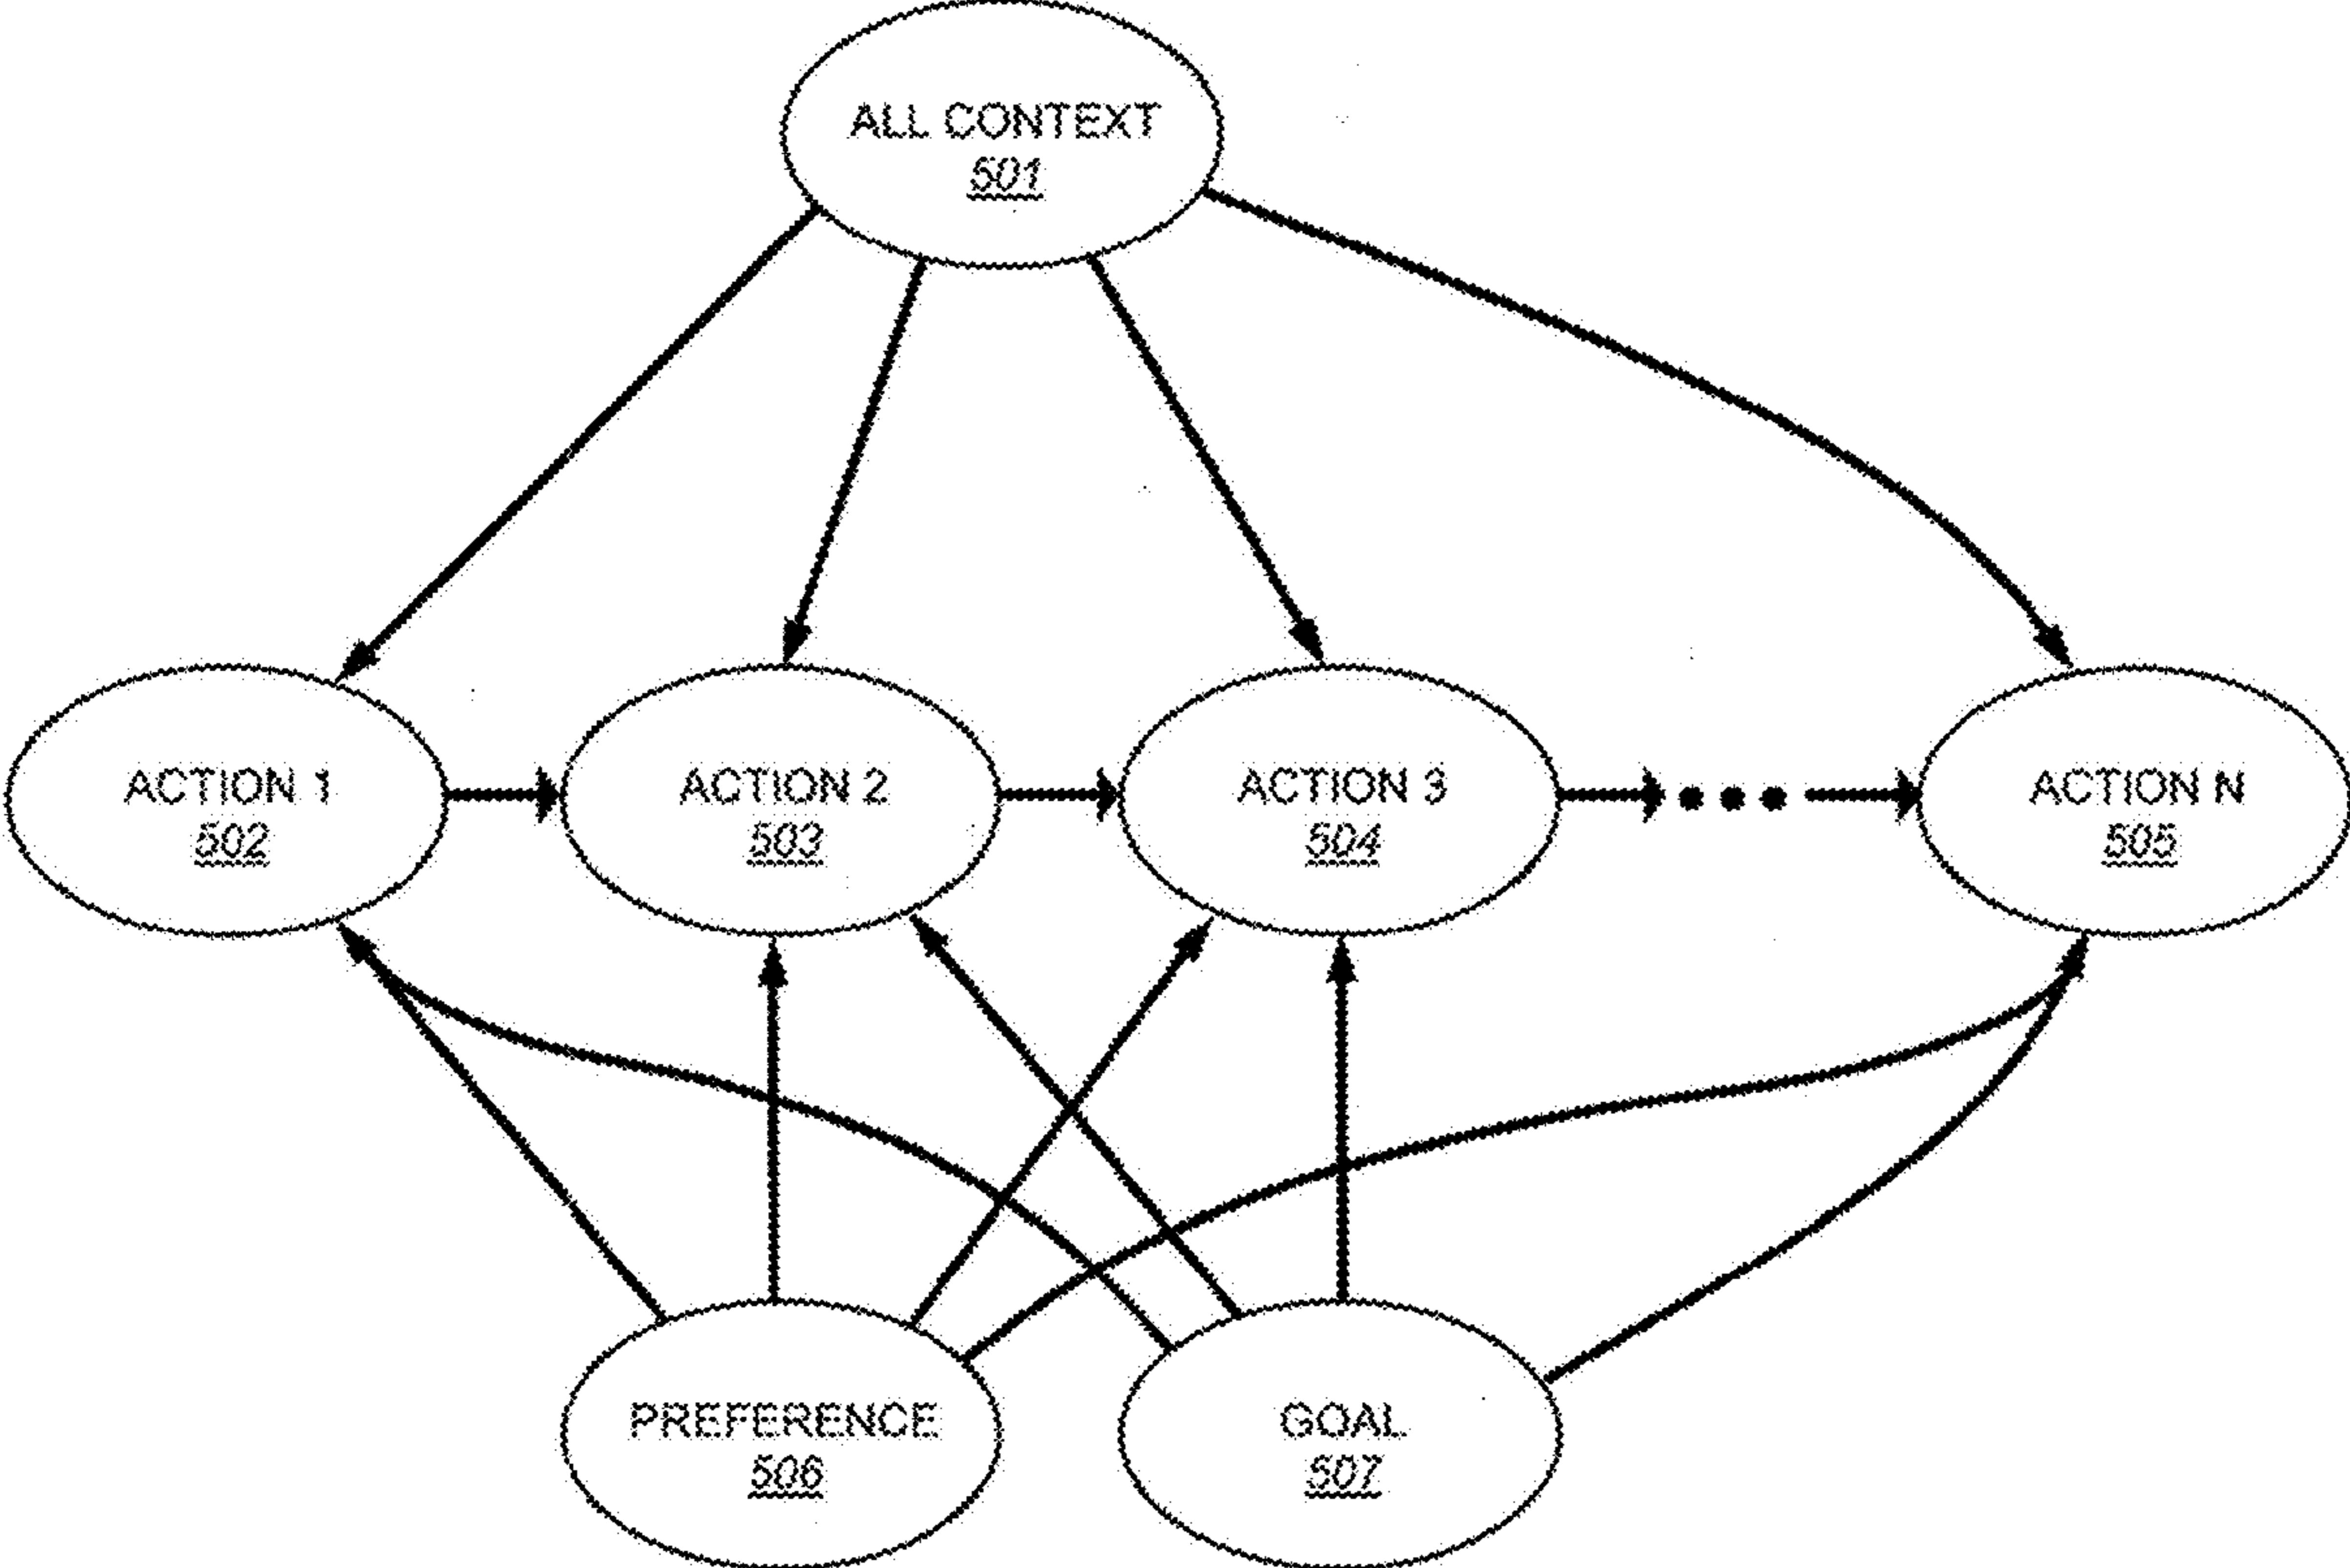 ALL CONTEXT
501
ACTION 1
502
ACTION 2
503
ACTION 3
504
ACTION N
505
PREFERENCE
506
GOAL
507